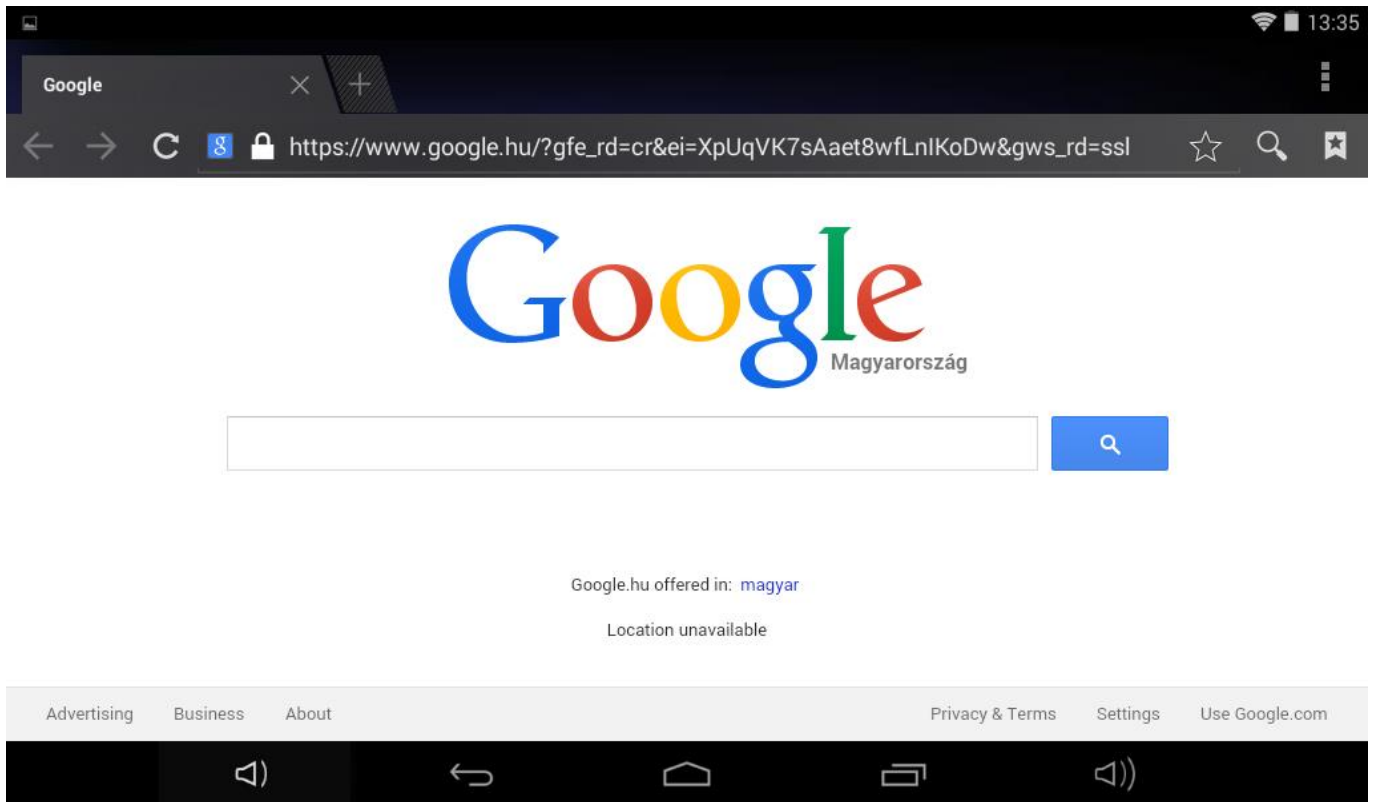 13:35
Google
8 https://www.google.hu/?gfe_rd=cr&ei=XpUqVK7sAaet8wfLnIKoDw&gws_rd=ssl
Google
Magyarország
Google.hu offered in: magyar
Location unavailable
Advertising Business About Privacy & Terms Settings Use Google.com